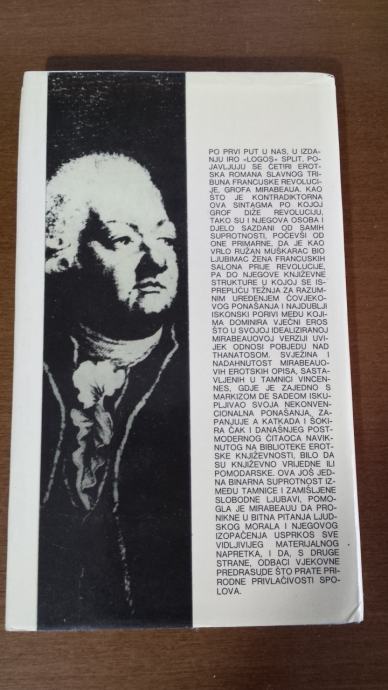 PO PRVI PUT U NAS, U IZDA-
NJU IRO »LOGOS« SPLIT, PO-
JAVLJUJU SE ČETIRI EROT-
SKA ROMANA SLAVNOG TRI-
BUNA FRANCUSKE REVOLUCI-
JE, GROFA MIRABEAUA. KAO
ŠTO JE KONTRADIKTORNA
OVA SINTAGMA PO KOJOJ
GROF DIŽE REVOLUCIJU,
TAKO SU I NJEGOVA OSOBA I
DJELO SAZDANI OD SAMIH
SUPROTNOSTI, POČEVŠI OD
ONE PRIMARNE, DA JE KAO
VRLO RUŽAN MUŠKARAC BIO
LJUBIMAC ŽENA FRANCUSKIH
SALONA PRIJE REVOLUCIJE,
PA DO NJEGOVE KNJIŽEVNE
STRUKTURE U KOJOJ SE IS-
PREPLIĆU TEŽNJA ZA RAZUM-
NIM UREĐENJEM ČOVJEKO-
VOG PONAŠANJA I NAJDUBLJI
ISKONSKI PORIVI MEĐU KOJI-
MA DOMINIRA VJEČNI EROS
ŠTO U SVOJOJ IDEALIZIRANOJ
MIRABEAUOVOJ VERZIJI UVI-
JEK ODNOSI POBJEDU NAD
THANATOSOM. SVJEŽINA I
NADAHNUTOST MIRABEAU-
OVIH EROTSKIH OPISA, SASTA-
VLJENIH U TAMNICI VINCEN-
NES, GDJE JE ZAJEDNO S
MARKIZOM DE SADEOM ISKU-
PLJIVAO SVOJA NEKONVEN-
CIONALNA PONAŠANJA, ZA-
PANJUJE A KATKADA I ŠOKI-
RA ČAK I DANAŠNJEG POST-
MODERNOG ČITAOCA NAVIK-
NUTOG NA BIBLIOTEKE EROT-
SKE KNJIŽEVNOSTI, BILO DA
SU KNJIŽEVNO VRIJEDNE ILI
POMODARSKE. OVA JOŠ JED-
NA BINARNA SUPROTNOST IZ-
MEĐU TAMNICE I ZAMIŠLJENE
SLOBODNE LJUBAVI, POMO-
GLA JE MIRABEAUU DA PRO-
NIKNE U BITNA PITANJA LJUD-
SKOG MORALA I NJEGOVOG
IZOPAČENJA USPRKOS SVE
VIDLJIVIJEG MATERIJALNOG
NAPRETKA, I DA, S DRUGE
STRANE, ODBACI VJEKOVNE
PREDRASUDE ŠTO PRATE PRI-
RODNE PRIVLAČIVOSTI SPO-
LOVA.